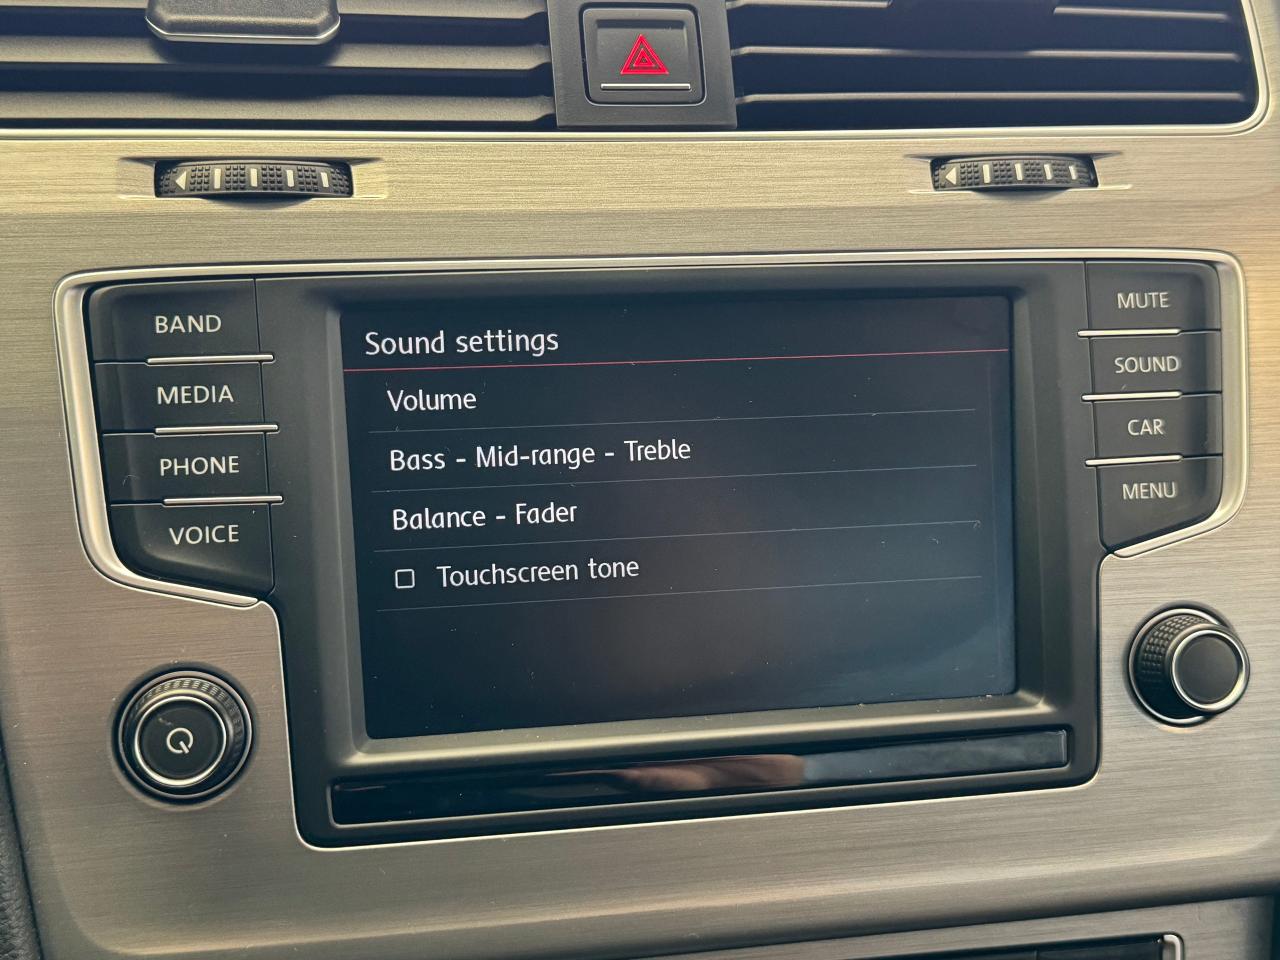 BAND
MEDIA
PHONE
VOICE
Sound settings
Volume
Bass - Mid-range - Treble
Balance - Fader
Touchscreen tone
MUTE
SOUND
CAR
MENU